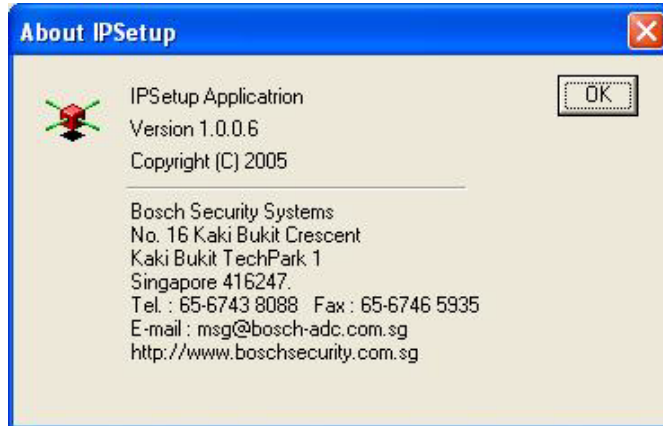 About IPSetup
IPSetup Applicatrion
OK
Version 1.0.0.6
Copyright (C) 2005
Bosch Security Systems
No. 16 Kaki Bukit Crescent
Kaki Bukit TechPark 1
Singapore 416247.
Tel. : 65-6743 8088   Fax : 65-6746 5935
E-mail : msg@bosch-adc.com.sg
http://www.boschsecurity.com.sg